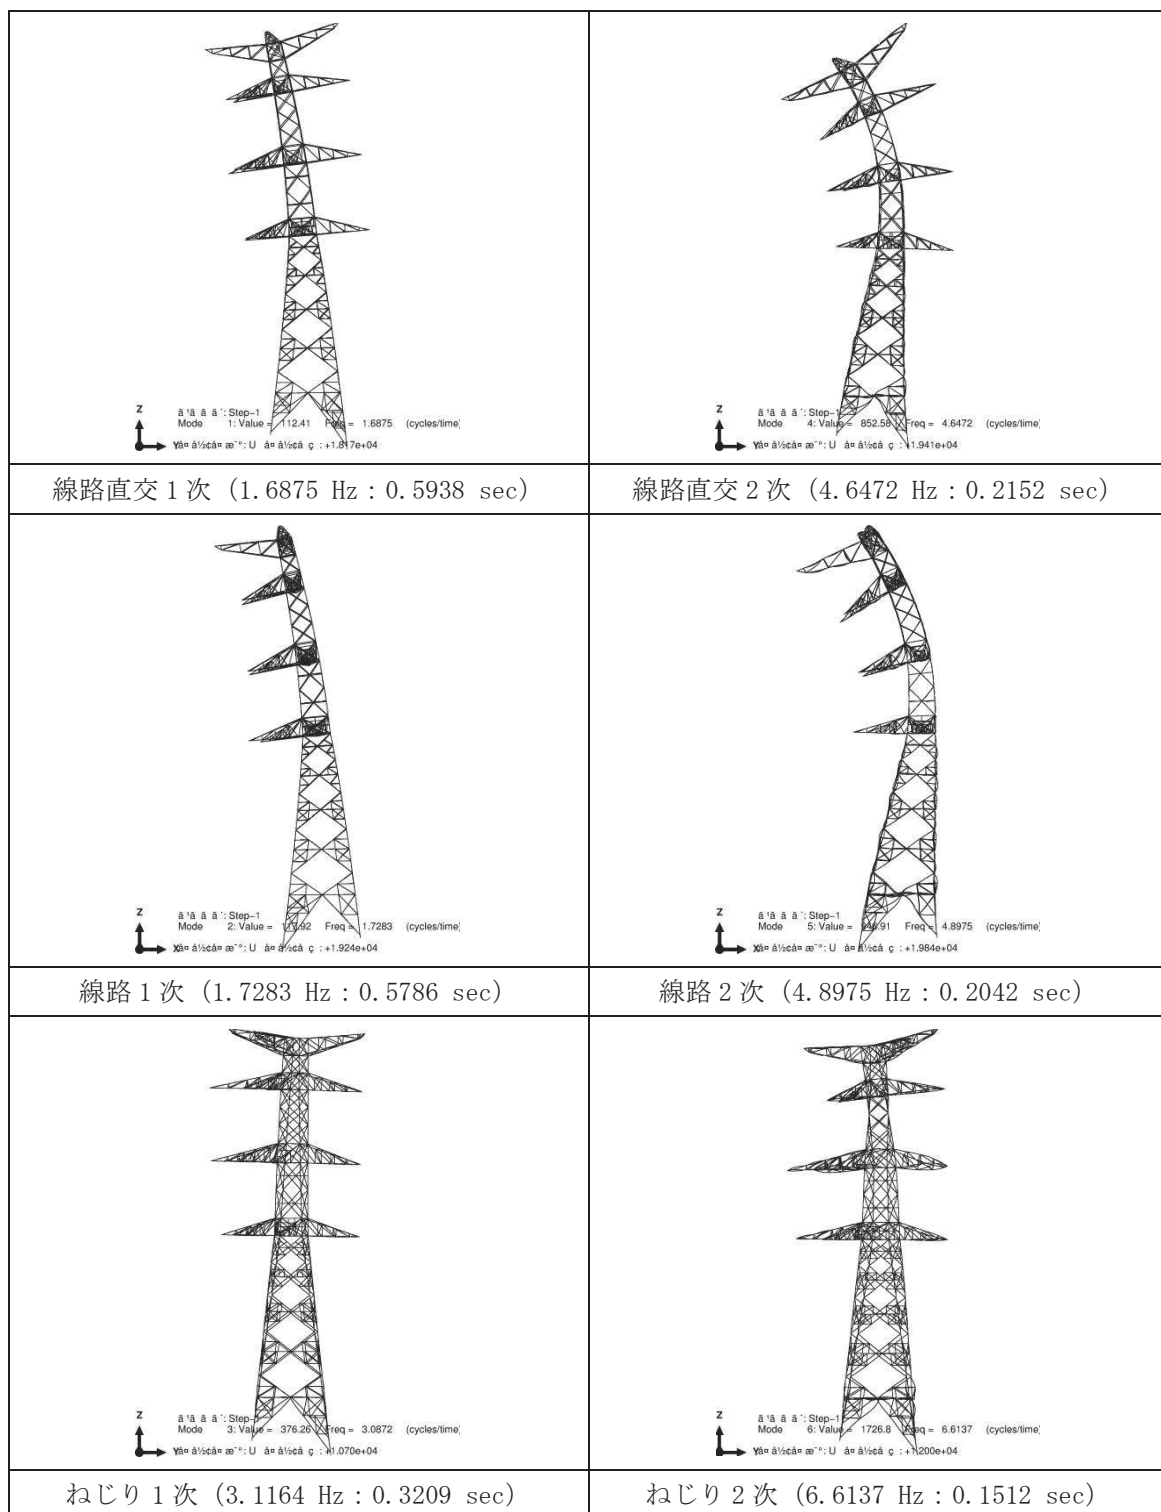 Z
Step-1
Mode 1: Value = 112.41 Freq = 1.6875 (cycles/time)
Y : U : +1.817e+04
線路直交 1 次 (1.6875 Hz : 0.5938 sec)
Z
Step-1
Mode 4: Value = 852.58 Freq = 4.6472 (cycles/time)
: U : +1.941e+04
線路直交 2 次 (4.6472 Hz : 0.2152 sec)
Z
Step-1
Mode 2: Value = Freq = 1.7283 (cycles/time)
X : U : +1.924e+04
線路 1 次 (1.7283 Hz : 0.5786 sec)
Z
Step-1
Mode 5: Value = Freq = 4.8975 (cycles/time)
X : U : +1.984e+04
線路 2 次 (4.8975 Hz : 0.2042 sec)
Z
Step-1
Mode 3: Value = 376.26 Freq = 3.0872 (cycles/time)
Y : U : +1.070e+04
ねじり 1 次 (3.1164 Hz : 0.3209 sec)
Z
Step-1
Mode 6: Value = 1726.8 Freq = 6.6137 (cycles/time)
Y : U : +1.200e+04
ねじり 2 次 (6.6137 Hz : 0.1512 sec)